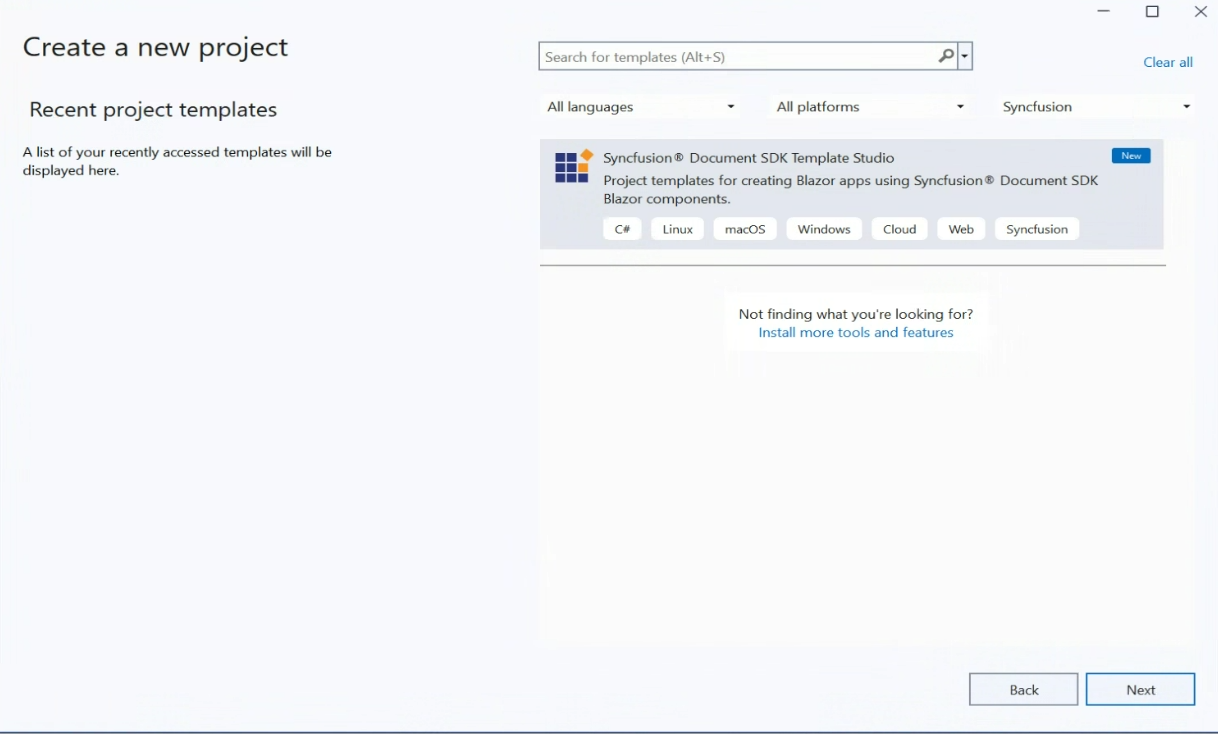 Create a new project
Search for templates (Alt+S)
Clear all
Recent project templates
All languages
All platforms
Syncfusion
A list of your recently accessed templates will be
displayed here.
Syncfusion® Document SDK Template Studio
New
Project templates for creating Blazor apps using Syncfusion® Document SDK
Blazor components.
C#
Linux
macOS
Windows
Cloud
Web
Syncfusion
Not finding what you're looking for?
Install more tools and features
Back
Next